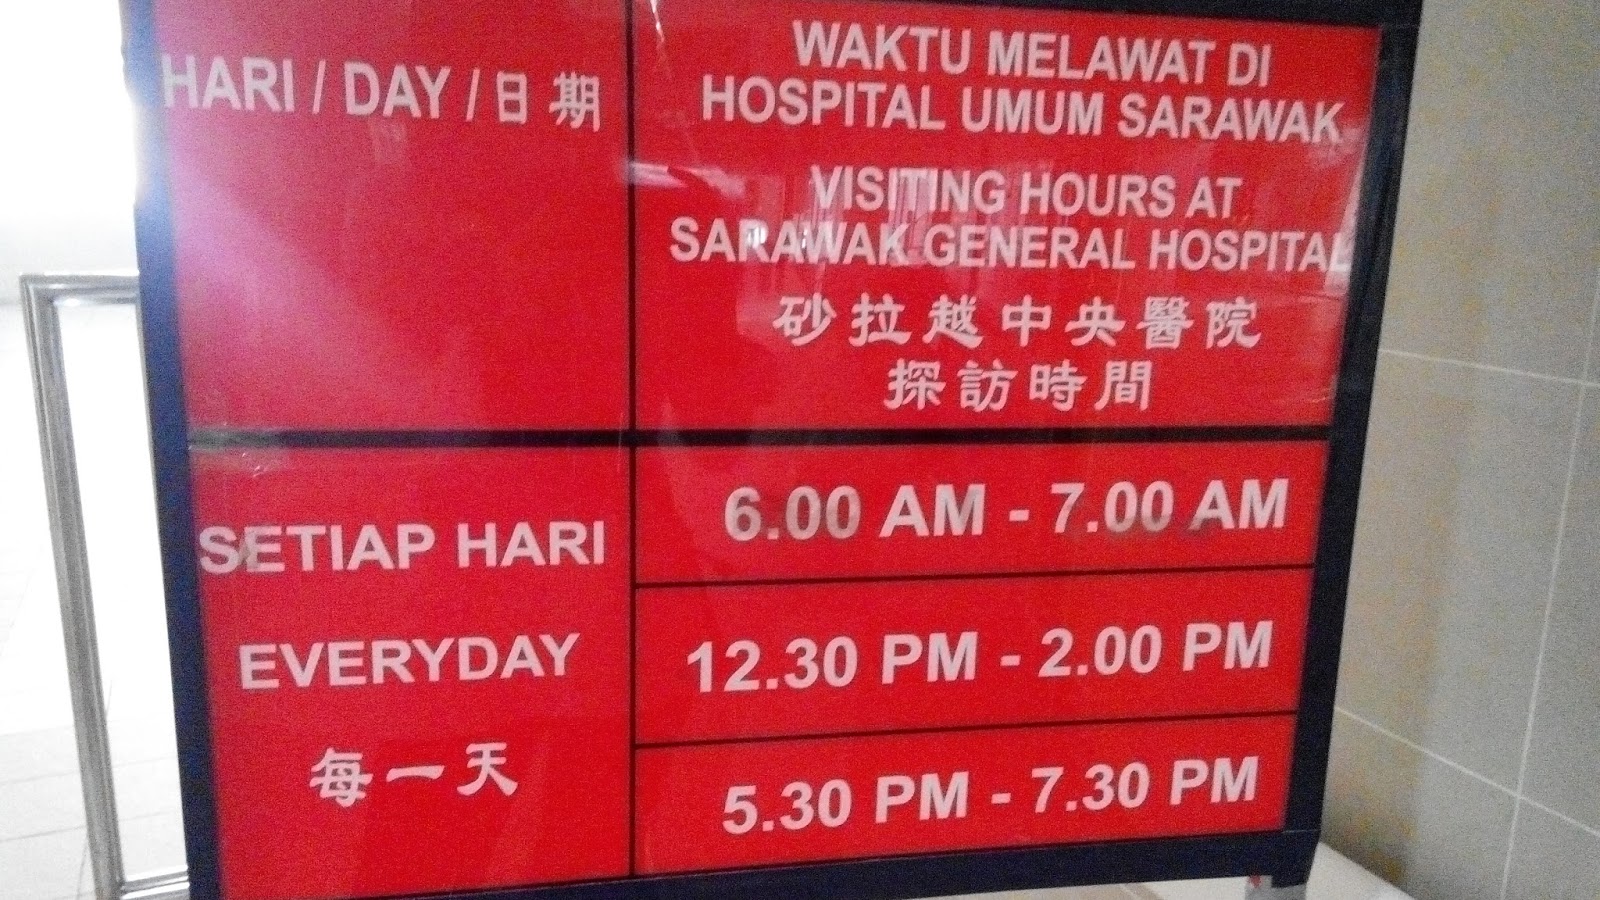 HARI / DAY / 日期
WAKTU MELAWAT DI
HOSPITAL UMUM SARAWAK
VISITING HOURS AT
SARAWAK GENERAL HOSPITAL
砂拉越中央醫院
探訪時間
SETIAP HARI
EVERYDAY
每一天
6.00 AM - 7.00 AM
12.30 PM - 2.00 PM
5.30 PM - 7.30 PM